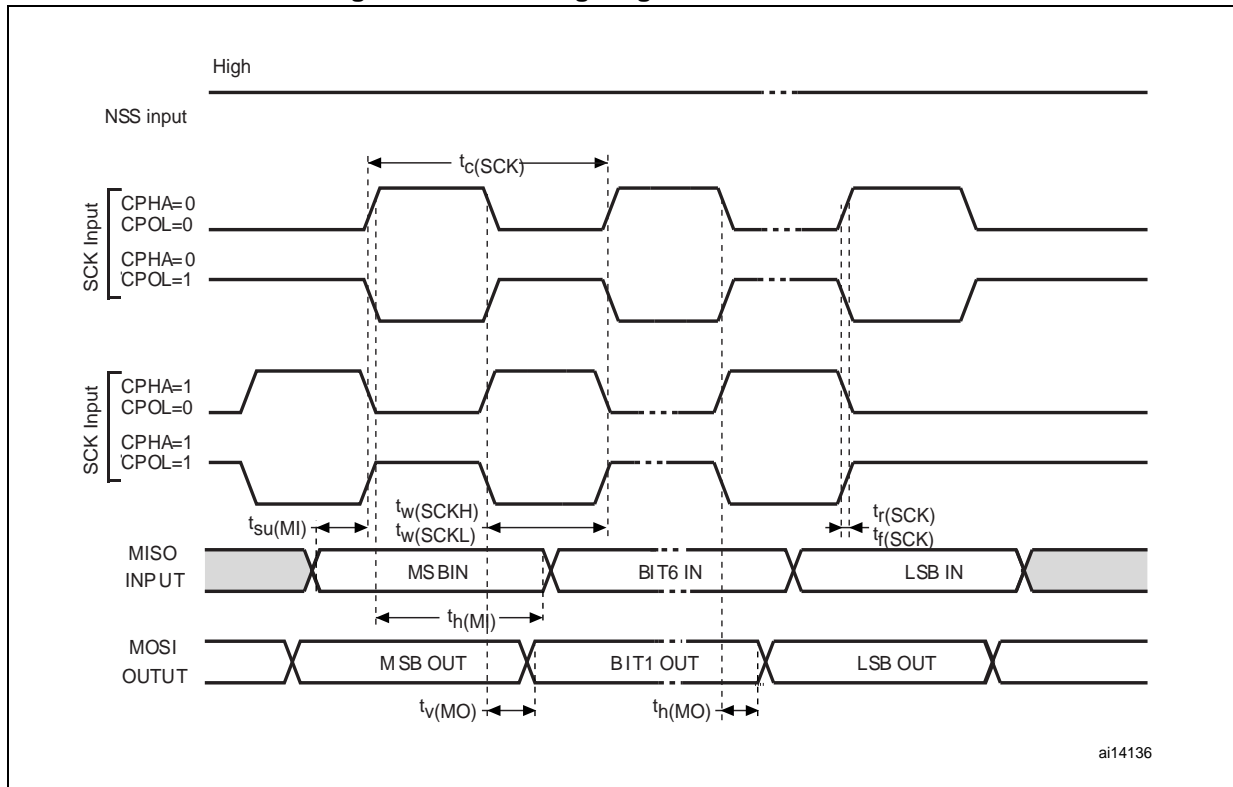 High
NSS input
tc(SCK)
SCK Input
CPHA=0
CPOL=0
CPHA=0
CPOL=1
SCK Input
CPHA=1
CPOL=0
CPHA=1
CPOL=1
tsu(MI)
tw(SCKH)
tw(SCKL)
tr(SCK)
tf(SCK)
MISO
INPUT
MSBIN
BIT6 IN
LSB IN
th(MI)
MOSI
OUTUT
MSB OUT
BIT1 OUT
LSB OUT
tv(MO)
th(MO)
ai14136